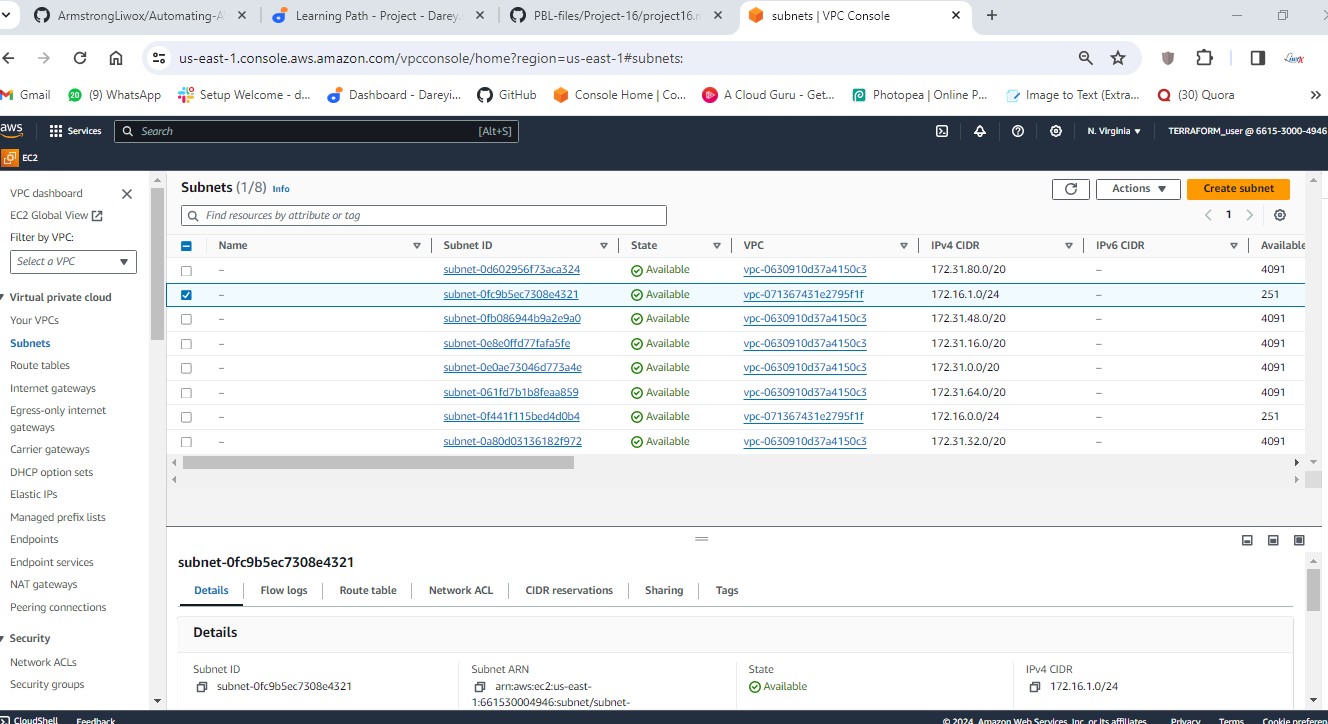 ArmstrongLiwox/Automating-A
Learning Path - Project - Darey.
PBL-files/Project-16/project16.m
subnets | VPC Console
us-east-1.console.aws.amazon.com/vpcconsole/home?region=us-east-1#subnets:
Gmail
(9) WhatsApp
Setup Welcome - d...
Dashboard - Dareyi...
GitHub
Console Home | Co...
A Cloud Guru - Get...
Photopea | Online P...
Image to Text (Extra...
(30) Quora
aws
Services
Search
[Alt+S]
N. Virginia
TERRAFORM_user @ 6615-3000-4946
EC2
VPC dashboard
EC2 Global View
Filter by VPC:
Select a VPC
Virtual private cloud
Your VPCs
Subnets
Route tables
Internet gateways
Egress-only internet
gateways
Carrier gateways
DHCP option sets
Elastic IPs
Managed prefix lists
Endpoints
Endpoint services
NAT gateways
Peering connections
Security
Network ACLs
Security groups
Subnets (1/8) Info
Actions
Create subnet
Find resources by attribute or tag
1
Name Subnet ID State VPC IPv4 CIDR IPv6 CIDR Available
– subnet-0d602956f73aca324 Available vpc-0630910d37a4150c3 172.31.80.0/20 – 4091
– subnet-0fc9b5ec7308e4321 Available vpc-071367431e2795f1f 172.16.1.0/24 – 251
– subnet-0fb086944b9a2e9a0 Available vpc-0630910d37a4150c3 172.31.48.0/20 – 4091
– subnet-0e8e0ffd77fafa5fe Available vpc-0630910d37a4150c3 172.31.16.0/20 – 4091
– subnet-0e0ae73046d773a4e Available vpc-0630910d37a4150c3 172.31.0.0/20 – 4091
– subnet-061fd7b1b8feaa859 Available vpc-0630910d37a4150c3 172.31.64.0/20 – 4091
– subnet-0f441f115bed4d0b4 Available vpc-071367431e2795f1f 172.16.0.0/24 – 251
– subnet-0a80d03136182f972 Available vpc-0630910d37a4150c3 172.31.32.0/20 – 4091
subnet-0fc9b5ec7308e4321
Details
Flow logs
Route table
Network ACL
CIDR reservations
Sharing
Tags
Details
Subnet ID
subnet-0fc9b5ec7308e4321
Subnet ARN
arn:aws:ec2:us-east-
1:661530004946:subnet/subnet-
State
Available
IPv4 CIDR
172.16.1.0/24
CloudShell
Feedback
© 2024, Amazon Web Services, Inc. or its affiliates.
Privacy
Terms
Cookie preferen